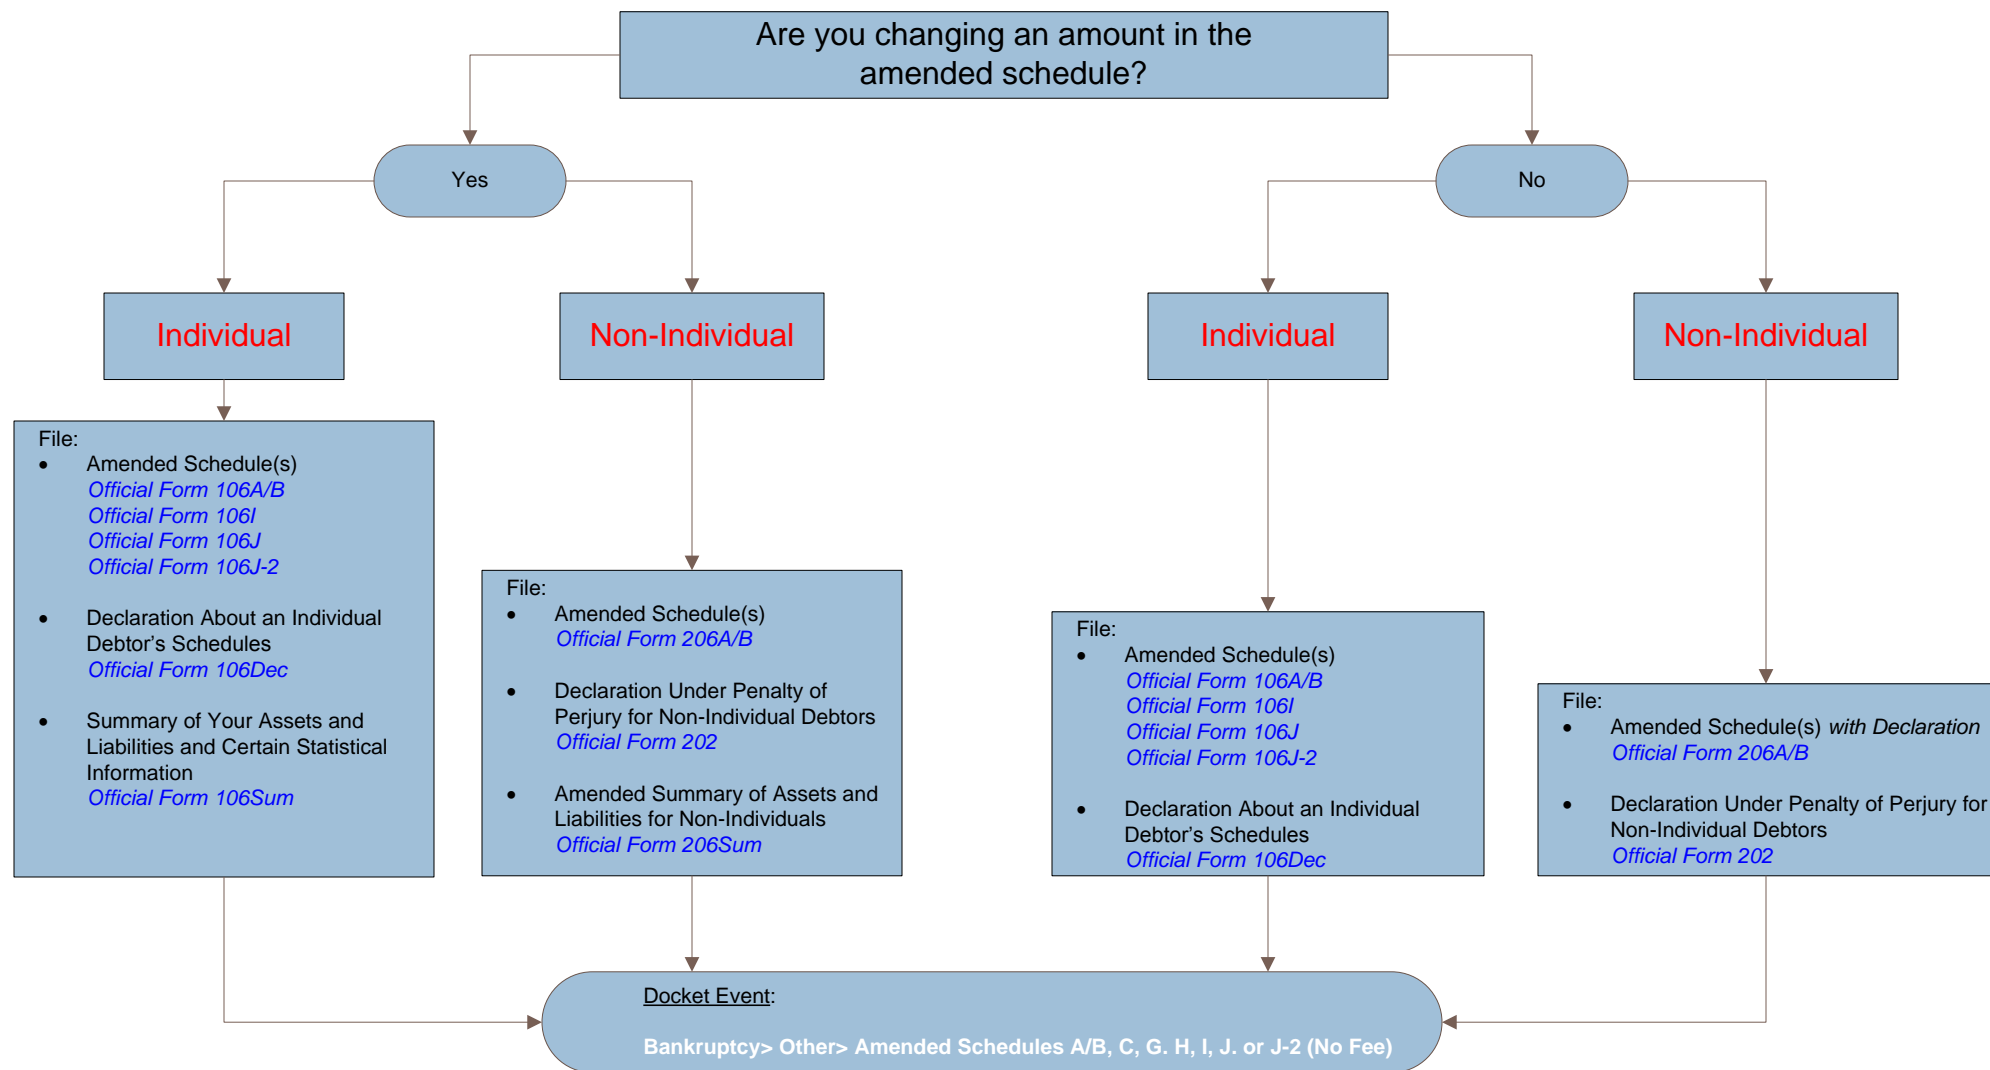 Are you changing an amount in the
amended schedule?
Yes
No
Individual
Non-Individual
Individual
Non-Individual
File:
• Amended Schedule(s)
Official Form 106A/B
Official Form 106I
Official Form 106J
Official Form 106J-2
• Declaration About an Individual
Debtor’s Schedules
Official Form 106Dec
• Summary of Your Assets and
Liabilities and Certain Statistical
Information
Official Form 106Sum
File:
• Amended Schedule(s)
Official Form 206A/B
• Declaration Under Penalty of
Perjury for Non-Individual Debtors
Official Form 202
• Amended Summary of Assets and
Liabilities for Non-Individuals
Official Form 206Sum
File:
• Amended Schedule(s)
Official Form 106A/B
Official Form 106I
Official Form 106J
Official Form 106J-2
• Declaration About an Individual
Debtor’s Schedules
Official Form 106Dec
File:
• Amended Schedule(s) with Declaration
Official Form 206A/B
• Declaration Under Penalty of Perjury for
Non-Individual Debtors
Official Form 202
Docket Event:
Bankruptcy> Other> Amended Schedules A/B, C, G. H, I, J. or J-2 (No Fee)